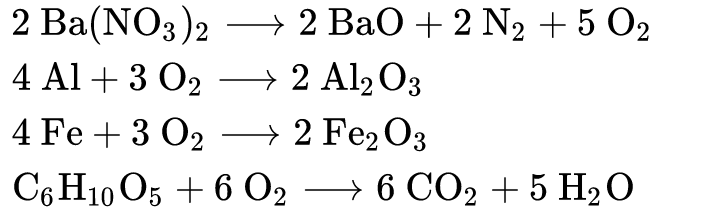 2 Ba(NO₃)₂ ⟶ 2 BaO + 2 N₂ + 5 O₂
4 Al + 3 O₂ ⟶ 2 Al₂O₃
4 Fe + 3 O₂ ⟶ 2 Fe₂O₃
C₆H₁₀O₅ + 6 O₂ ⟶ 6 CO₂ + 5 H₂O